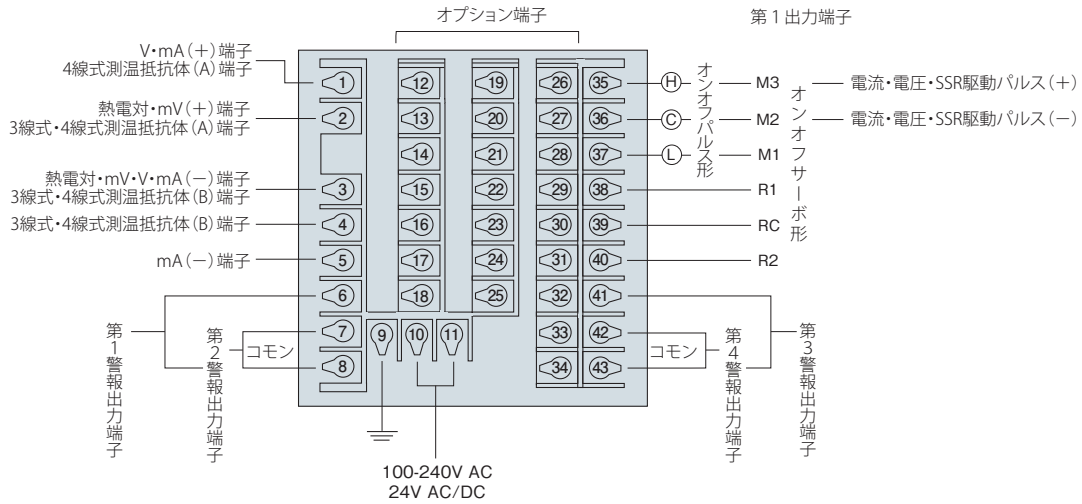 オプション端子
第1出力端子
V・mA(+)端子
4線式測温抵抗体(A)端子
熱電対・mV(+)端子
3線式・4線式測温抵抗体(A)端子
熱電対・mV・V・mA(−)端子
3線式・4線式測温抵抗体(B)端子
3線式・4線式測温抵抗体(B)端子
mA(−)端子
第1警報出力端子
第2警報出力端子
コモン
1
2
3
4
5
6
7
8
9
10
11
12
13
14
15
16
17
18
19
20
21
22
23
24
25
26
27
28
29
30
31
32
33
34
35
36
37
38
39
40
41
42
43
H
C
L
オンオフパルス形
M3
M2
M1
R1
RC
R2
オンオフサーボ形
電流・電圧・SSR駆動パルス(+)
電流・電圧・SSR駆動パルス(−)
コモン
第4警報出力端子
第3警報出力端子
100-240V AC
24V AC/DC